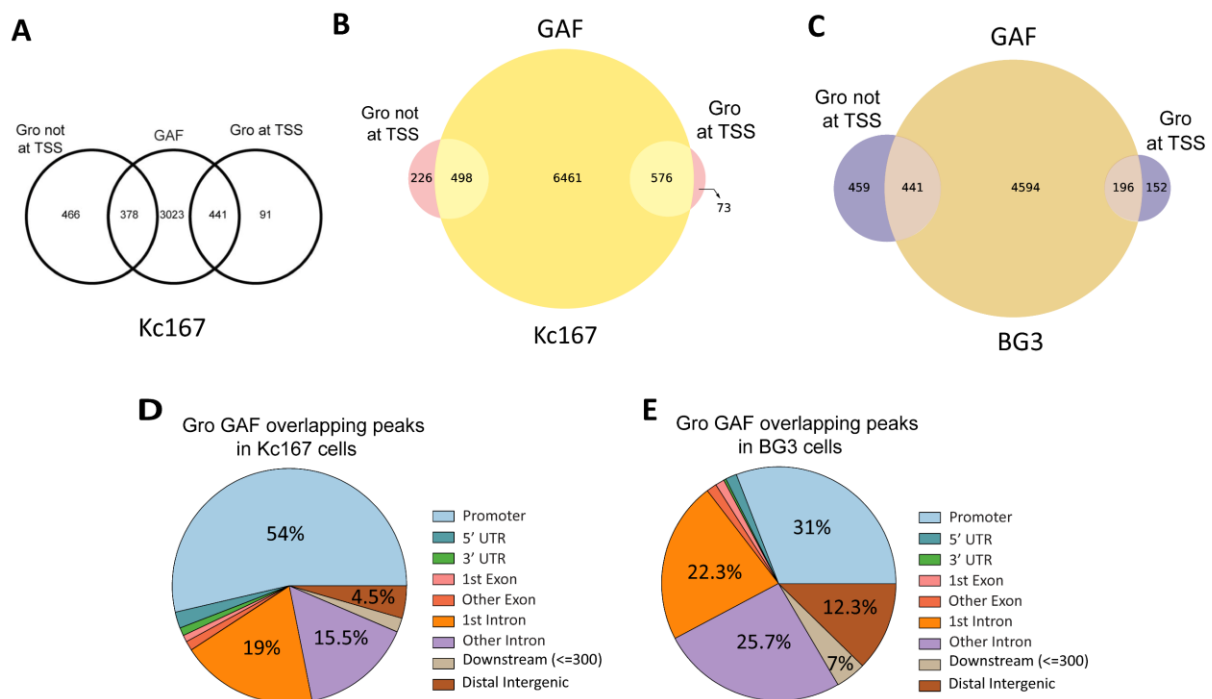 A
Gro not
at TSS
GAF
Gro at TSS
466
378
3023
441
91
Kc167
B
GAF
Gro not
at TSS
Gro
at TSS
226
498
6461
576
73
Kc167
C
GAF
Gro not
at TSS
Gro
at TSS
459
441
4594
196
152
BG3
D
Gro GAF overlapping peaks
in Kc167 cells
54%
4.5%
15.5%
19%
Promoter
5' UTR
3' UTR
1st Exon
Other Exon
1st Intron
Other Intron
Downstream (<=300)
Distal Intergenic
E
Gro GAF overlapping peaks
in BG3 cells
31%
22.3%
12.3%
25.7%
7%
Promoter
5' UTR
3' UTR
1st Exon
Other Exon
1st Intron
Other Intron
Downstream (<=300)
Distal Intergenic